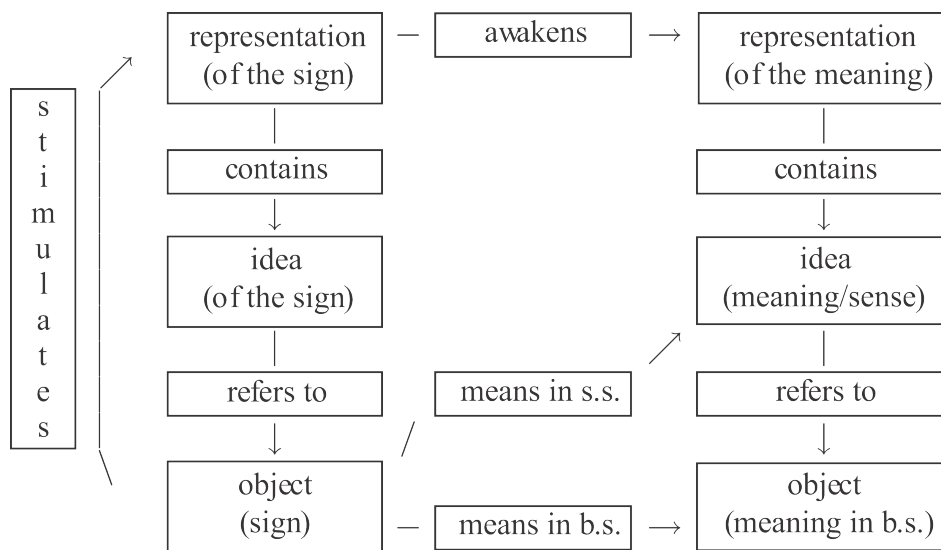 representation
(of the sign)
awakens
representation
(of the meaning)
stimulates
contains
contains
idea
(of the sign)
idea
(meaning/sense)
refers to
means in s.s.
refers to
object
(sign)
means in b.s.
object
(meaning in b.s.)